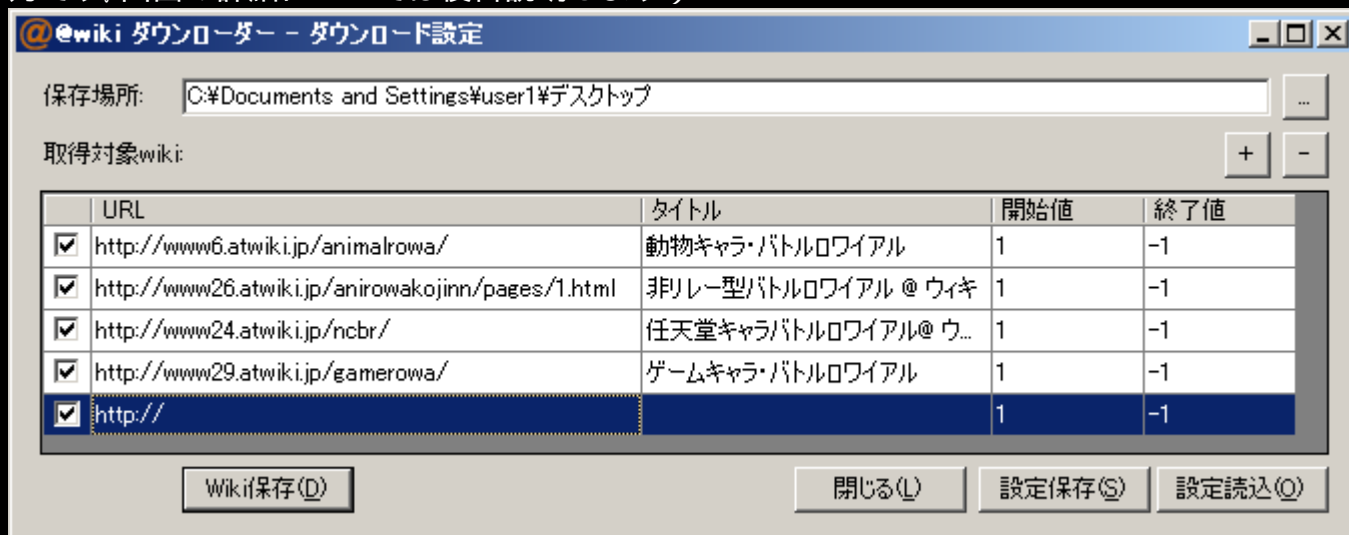 @wiki ダウンローダー - ダウンロード設定
保存場所: C:¥Documents and Settings¥user1¥デスクトップ ...
取得対象wiki: + -
URL タイトル 開始値 終了値
http://www6.atwiki.jp/animalrowa/ 動物キャラ・バトルロワイアル 1 -1
http://www26.atwiki.jp/anirowakojinn/pages/1.html 非リレー型バトルロワイアル @ ウィキ 1 -1
http://www24.atwiki.jp/ncbr/ 任天堂キャラバトルロワイアル@ ウ... 1 -1
http://www29.atwiki.jp/gamerowa/ ゲームキャラ・バトルロワイアル 1 -1
http:// 1 -1
Wiki保存(D) 閉じる(L) 設定保存(S) 設定読込(O)